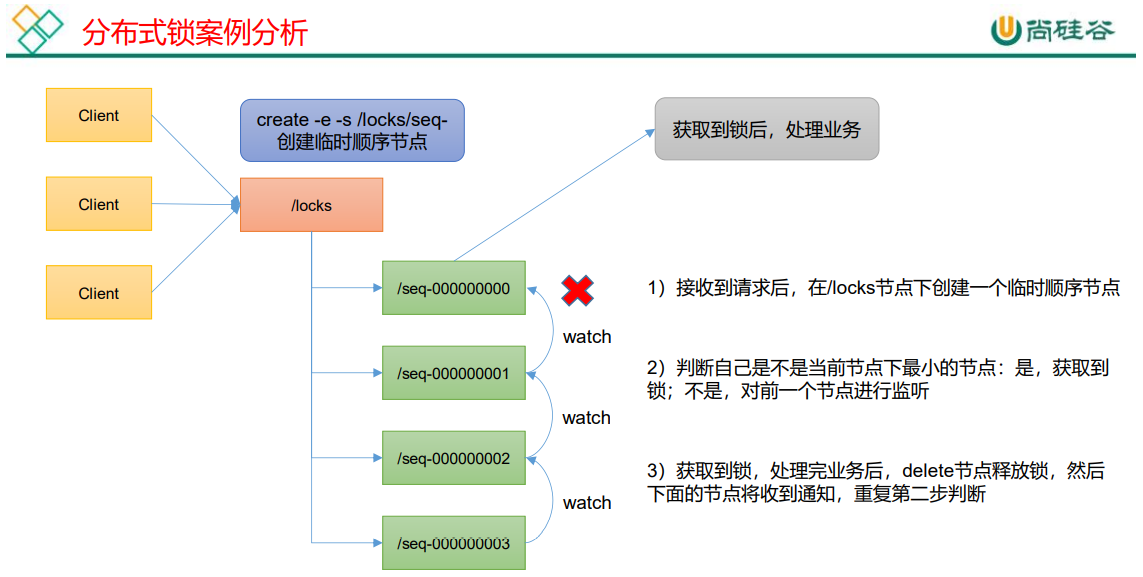 分布式锁案例分析
尚硅谷
Client
Client
Client
create -e -s /locks/seq-
创建临时顺序节点
/locks
获取到锁后，处理业务
/seq-000000000
/seq-000000001
/seq-000000002
/seq-000000003
watch
watch
watch
1）接收到请求后，在/locks节点下创建一个临时顺序节点
2）判断自己是不是当前节点下最小的节点：是，获取到
锁；不是，对前一个节点进行监听
3）获取到锁，处理完业务后，delete节点释放锁，然后
下面的节点将收到通知，重复第二步判断